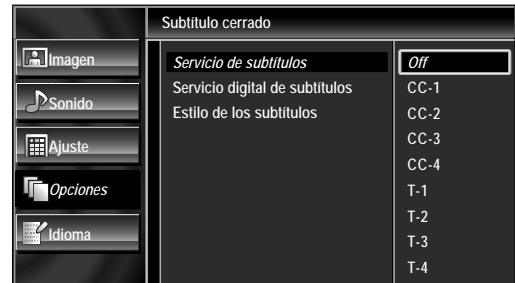 Subtítulo cerrado
Imagen
Sonido
Ajuste
Opciones
Idioma
Servicio de subtítulos
Servicio digital de subtítulos
Estilo de los subtítulos
Off
CC-1
CC-2
CC-3
CC-4
T-1
T-2
T-3
T-4